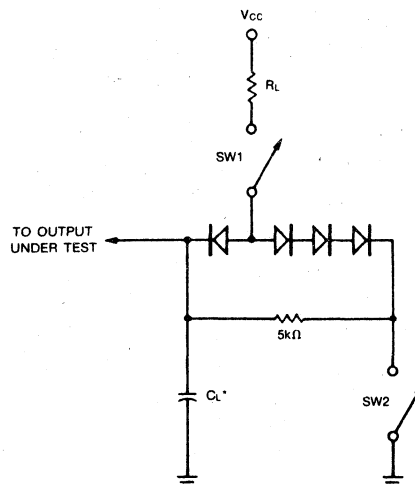 VCC
RL
SW1
TO OUTPUT
UNDER TEST
5kΩ
CL*
SW2